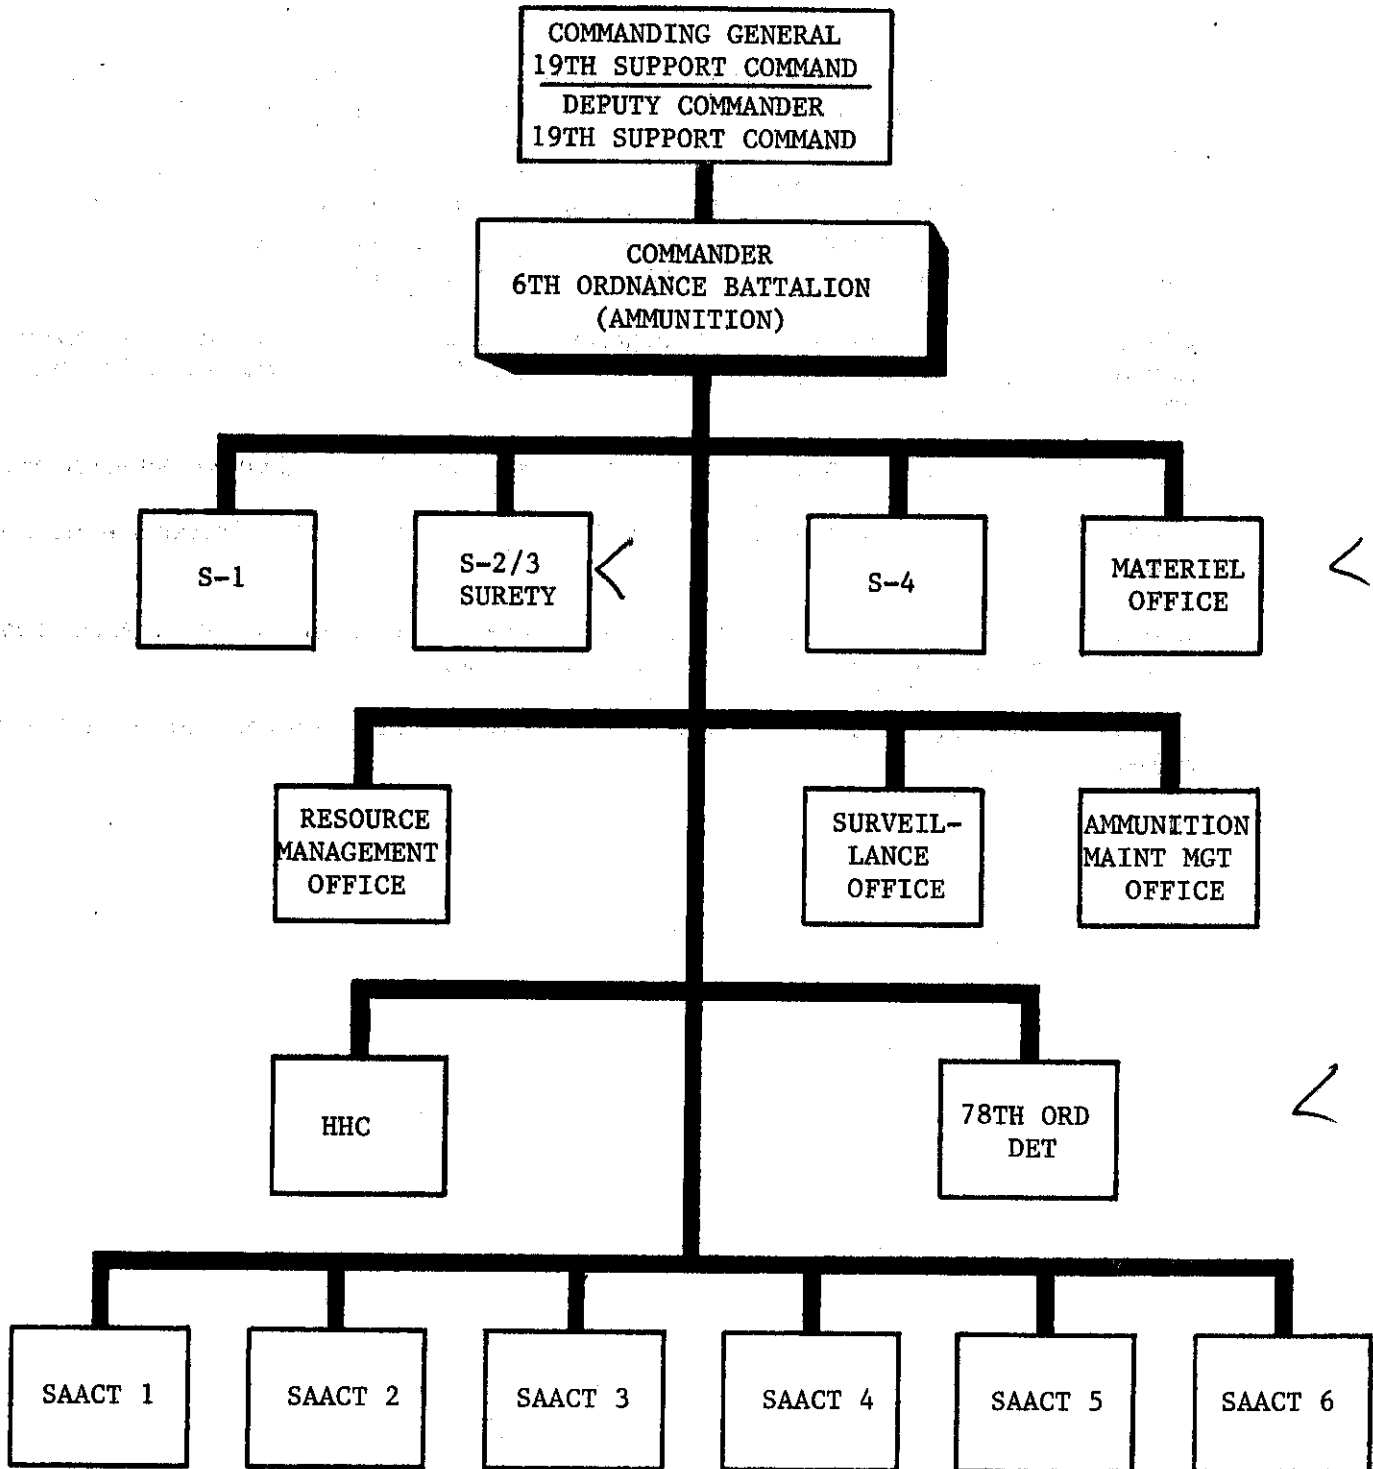 COMMANDING GENERAL
19TH SUPPORT COMMAND
DEPUTY COMMANDER
19TH SUPPORT COMMAND
COMMANDER
6TH ORDNANCE BATTALION
(AMMUNITION)
S-1
S-2/3
SURETY
S-4
MATERIEL
OFFICE
RESOURCE
MANAGEMENT
OFFICE
SURVEIL-
LANCE
OFFICE
AMMUNITION
MAINT MGT
OFFICE
HHC
78TH ORD
DET
SAACT 1
SAACT 2
SAACT 3
SAACT 4
SAACT 5
SAACT 6